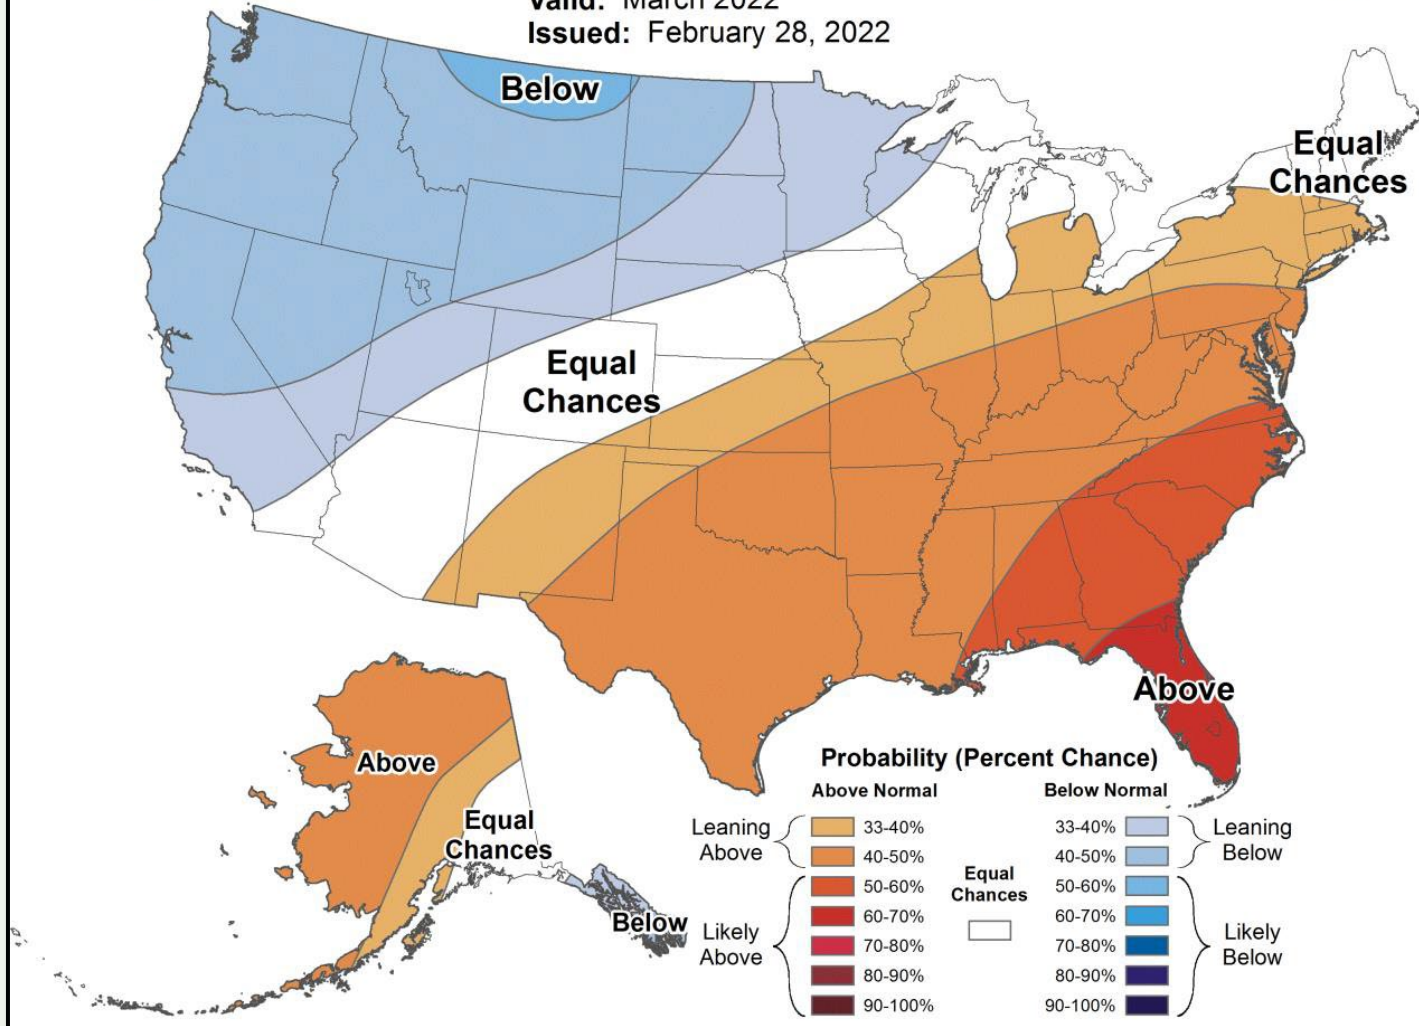 Valid: March 2022
Issued: February 28, 2022
Below
Equal
Chances
Equal
Chances
Above
Above
Equal
Chances
Below
Probability (Percent Chance)
Above Normal
Below Normal
Leaning
Above
33-40%
40-50%
50-60%
60-70%
70-80%
80-90%
90-100%
Likely
Above
Equal
Chances
33-40%
40-50%
50-60%
60-70%
70-80%
80-90%
90-100%
Leaning
Below
Likely
Below